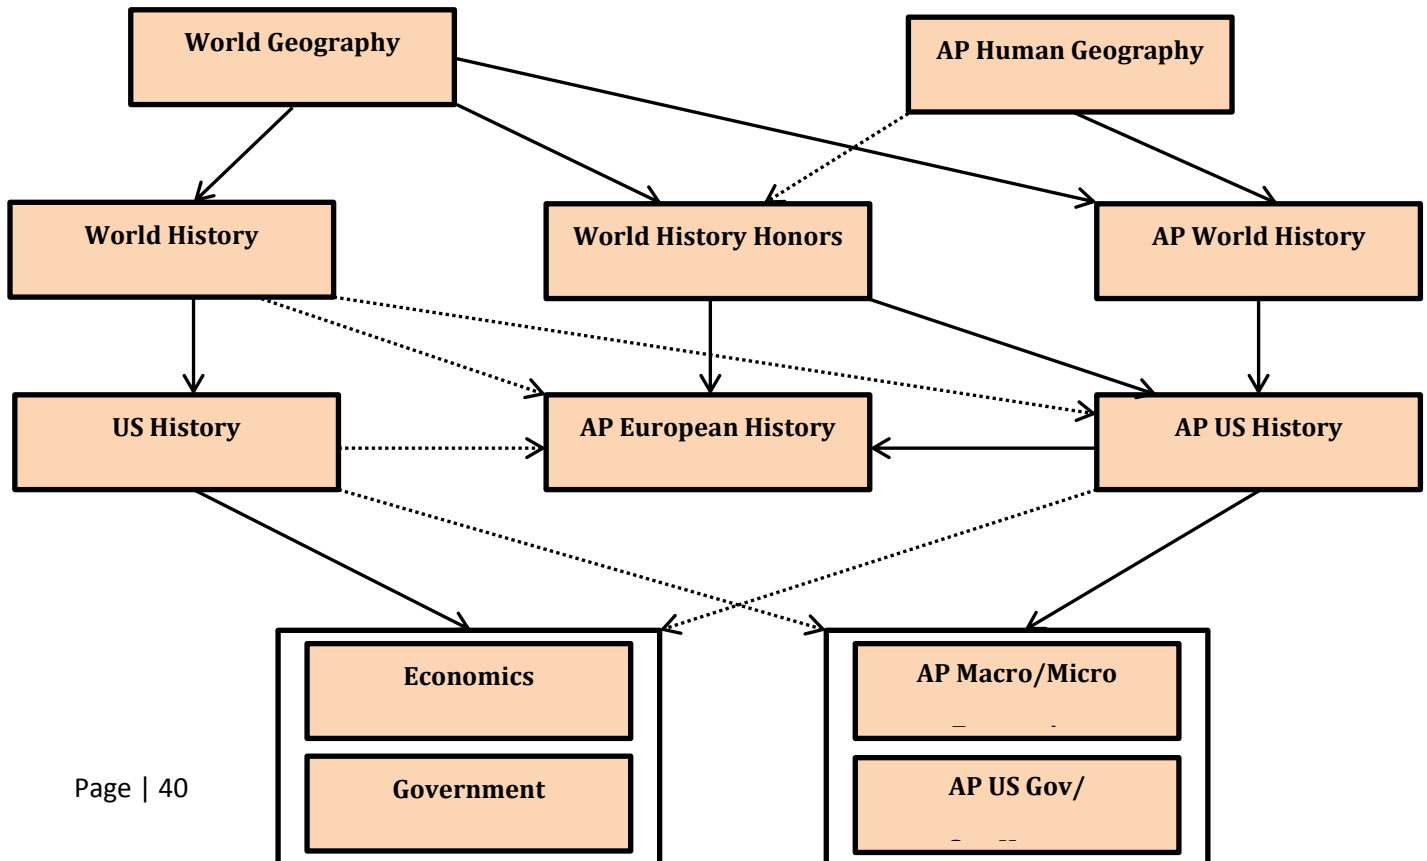 World Geography
AP Human Geography
World History
World History Honors
AP World History
US History
AP European History
AP US History
Economics
AP Macro/Micro
Government
AP US Gov/
Page | 40